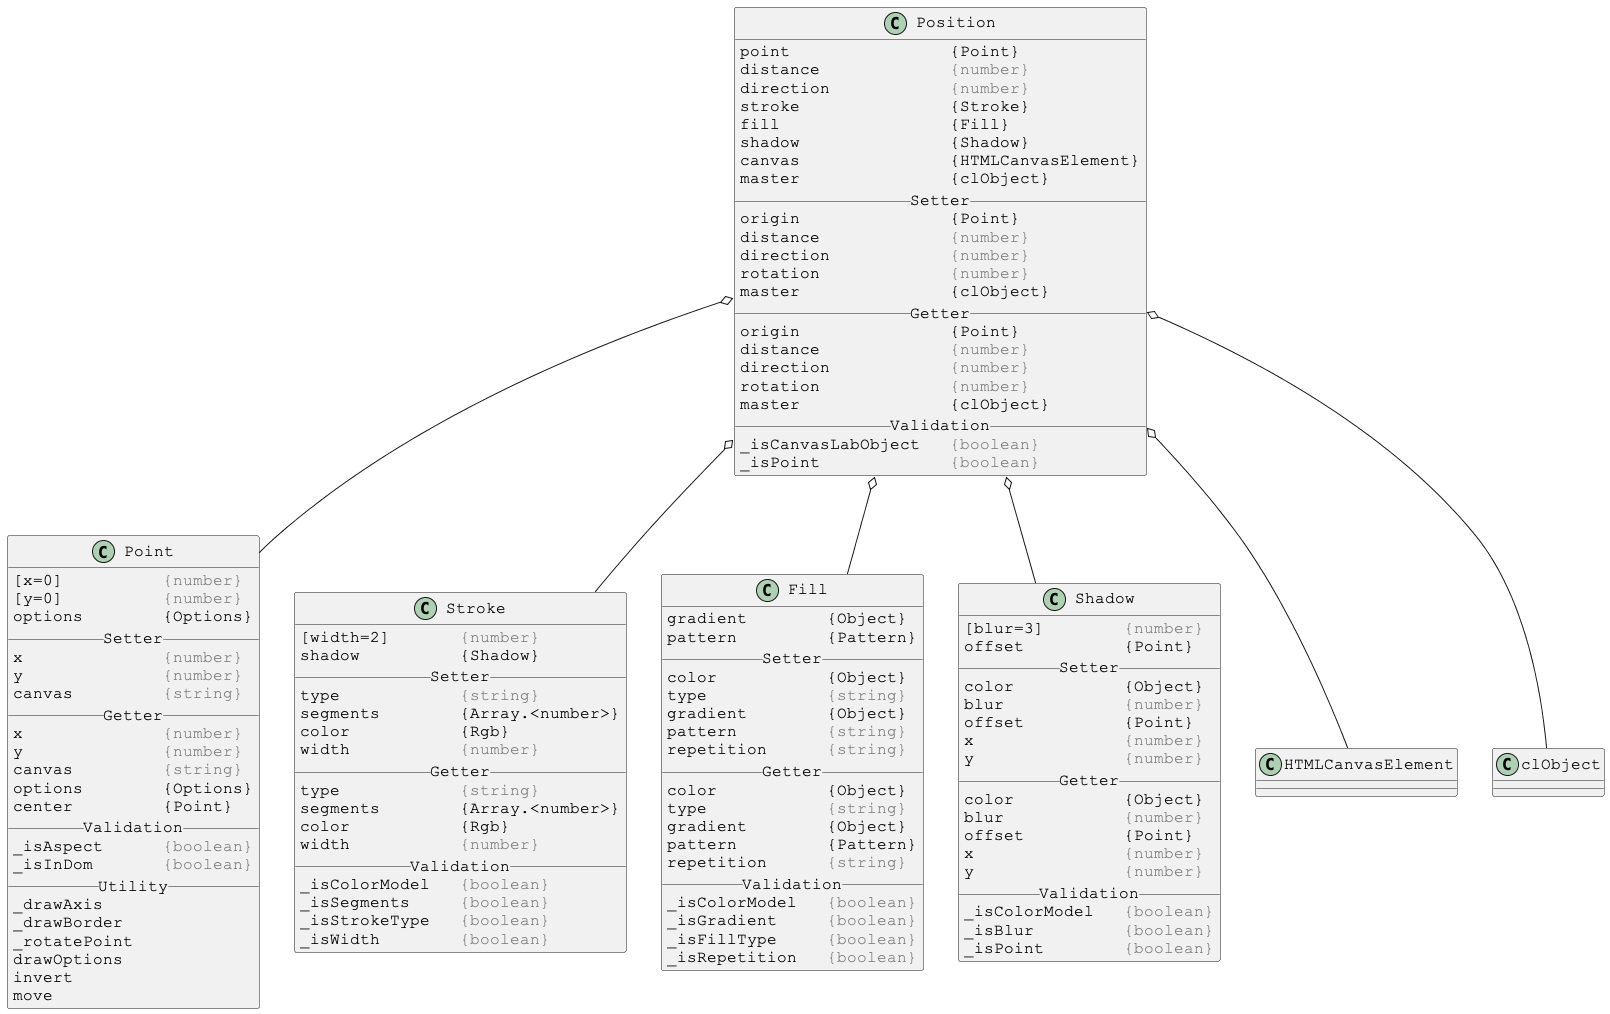 C Position
point {Point}
distance {number}
direction {number}
stroke {Stroke}
fill {Fill}
shadow {Shadow}
canvas {HTMLCanvasElement}
master {clObject}
Setter
origin {Point}
distance {number}
direction {number}
rotation {number}
master {clObject}
Getter
origin {Point}
distance {number}
direction {number}
rotation {number}
master {clObject}
Validation
_isCanvasLabObject {boolean}
_isPoint {boolean}
C Point
[x=0] {number}
[y=0] {number}
options {Options}
Setter
x {number}
y {number}
canvas {string}
Getter
x {number}
y {number}
canvas {string}
options {Options}
center {Point}
Validation
_isAspect {boolean}
_isInDom {boolean}
Utility
_drawAxis
_drawBorder
_rotatePoint
drawOptions
invert
move
C Stroke
[width=2] {number}
shadow {Shadow}
Setter
type {string}
segments {Array.<number>}
color {Rgb}
width {number}
Getter
type {string}
segments {Array.<number>}
color {Rgb}
width {number}
Validation
_isColorModel {boolean}
_isSegments {boolean}
_isStrokeType {boolean}
_isWidth {boolean}
C Fill
gradient {Object}
pattern {Pattern}
Setter
color {Object}
type {string}
gradient {Object}
pattern {string}
repetition {string}
Getter
color {Object}
type {string}
gradient {Object}
pattern {Pattern}
repetition {string}
Validation
_isColorModel {boolean}
_isGradient {boolean}
_isFillType {boolean}
_isRepetition {boolean}
C Shadow
[blur=3] {number}
offset {Point}
Setter
color {Object}
blur {number}
offset {Point}
x {number}
y {number}
Getter
color {Object}
blur {number}
offset {Point}
x {number}
y {number}
Validation
_isColorModel {boolean}
_isBlur {boolean}
_isPoint {boolean}
C HTMLCanvasElement
C clObject